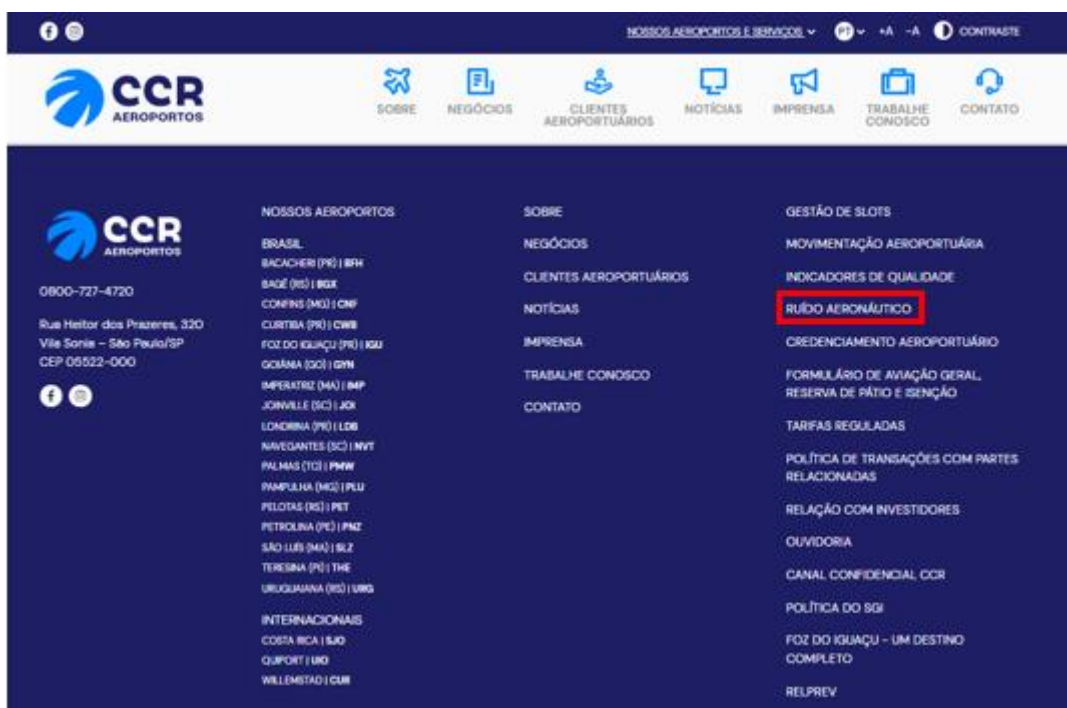 NOSSOS AEROPORTOS E SERVIÇOS
PT
+A -A
CONTRASTE
CCR
AEROPORTOS
SOBRE
NEGÓCIOS
CLIENTES
AEROPORTUÁRIOS
NOTÍCIAS
IMPRENSA
TRABALHE
CONOSCO
CONTATO
CCR
AEROPORTOS
0800-727-4720
Rua Heitor dos Prazeres, 320
Vila Sonia – São Paulo/SP
CEP 05522-000
NOSSOS AEROPORTOS
BRASIL
BACACHERI (PR) | BFH
BAGÉ (RS) | BGX
CONFINS (MG) | CNF
CURITIBA (PR) | CWB
FOZ DO IGUAÇU (PR) | IGU
GOIÂNIA (GO) | GYN
IMPERATRIZ (MA) | IMP
JOINVILLE (SC) | JOI
LONDRINA (PR) | LDB
NAVEGANTES (SC) | NVT
PALMAS (TO) | PMW
PAMPULHA (MG) | PLU
PELOTAS (RS) | PET
PETROLINA (PE) | PNZ
SÃO LUÍS (MA) | SLZ
TERESINA (PI) | THE
URUGUAIANA (RS) | URG
INTERNACIONAIS
COSTA RICA | SJO
QUIPORT | UIO
WILLEMSTAD | CUR
SOBRE
NEGÓCIOS
CLIENTES AEROPORTUÁRIOS
NOTÍCIAS
IMPRENSA
TRABALHE CONOSCO
CONTATO
GESTÃO DE SLOTS
MOVIMENTAÇÃO AEROPORTUÁRIA
INDICADORES DE QUALIDADE
RUÍDO AERONÁUTICO
CREDENCIAMENTO AEROPORTUÁRIO
FORMULÁRIO DE AVIAÇÃO GERAL,
RESERVA DE PÁTIO E ISENÇÃO
TARIFAS REGULADAS
POLÍTICA DE TRANSAÇÕES COM PARTES
RELACIONADAS
RELAÇÃO COM INVESTIDORES
OUVIDORIA
CANAL CONFIDENCIAL CCR
POLÍTICA DO SGI
FOZ DO IGUAÇU – UM DESTINO
COMPLETO
RELPREV